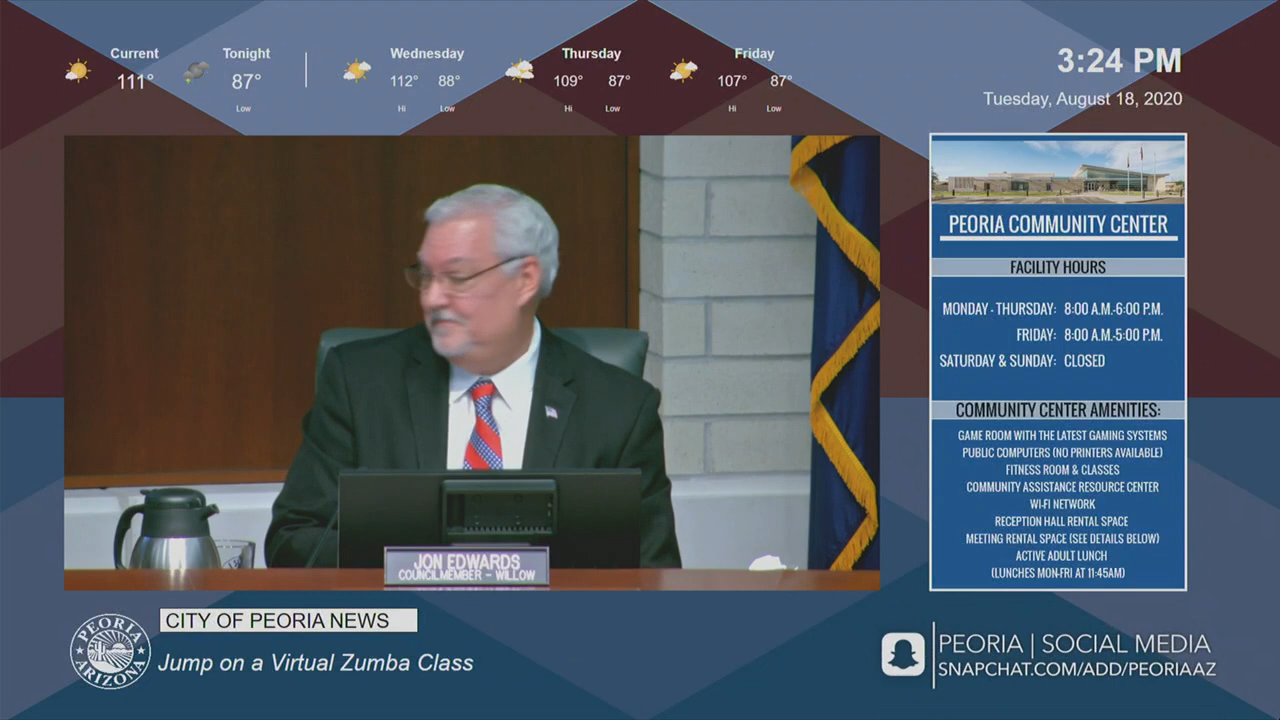 Current
111°
Tonight
87°
Low
Wednesday
112° 88°
Hi Low
Thursday
109° 87°
Hi Low
Friday
107° 87°
Hi Low
3:24 PM
Tuesday, August 18, 2020
PEORIA COMMUNITY CENTER
FACILITY HOURS
MONDAY - THURSDAY: 8:00 A.M.-6:00 P.M.
FRIDAY: 8:00 A.M.-5:00 P.M.
SATURDAY & SUNDAY: CLOSED
COMMUNITY CENTER AMENITIES:
GAME ROOM WITH THE LATEST GAMING SYSTEMS
PUBLIC COMPUTERS (NO PRINTERS AVAILABLE)
FITNESS ROOM & CLASSES
COMMUNITY ASSISTANCE RESOURCE CENTER
WI-FI NETWORK
RECEPTION HALL RENTAL SPACE
MEETING RENTAL SPACE (SEE DETAILS BELOW)
ACTIVE ADULT LUNCH
(LUNCHES MON-FRI AT 11:45AM)
JON EDWARDS
COUNCILMEMBER - WILLOW
PEORIA
ARIZONA
CITY OF PEORIA NEWS
Jump on a Virtual Zumba Class
PEORIA | SOCIAL MEDIA
SNAPCHAT.COM/ADD/PEORIAAZ